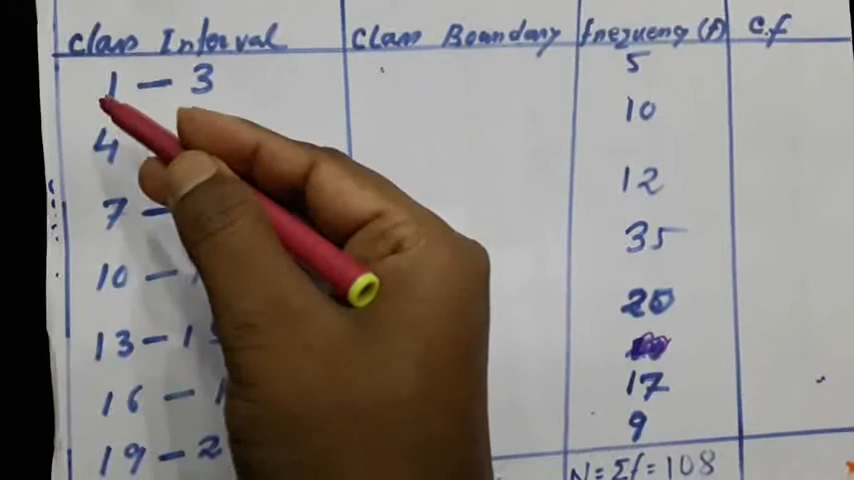 Class Interval Class Boundary frequency (f) C.f
1 - 3 5
4 10
7 - 12
10 - 35
13 - 1 20
16 - 1 17
19 - 2 9
N = Σf = 108